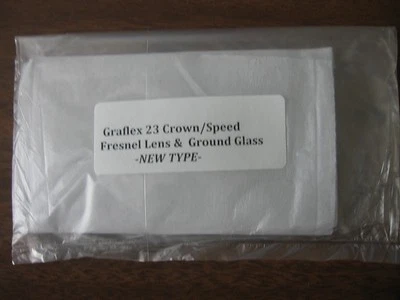 Graflex 23 Crown/Speed
Fresnel Lens & Ground Glass
-NEW TYPE-